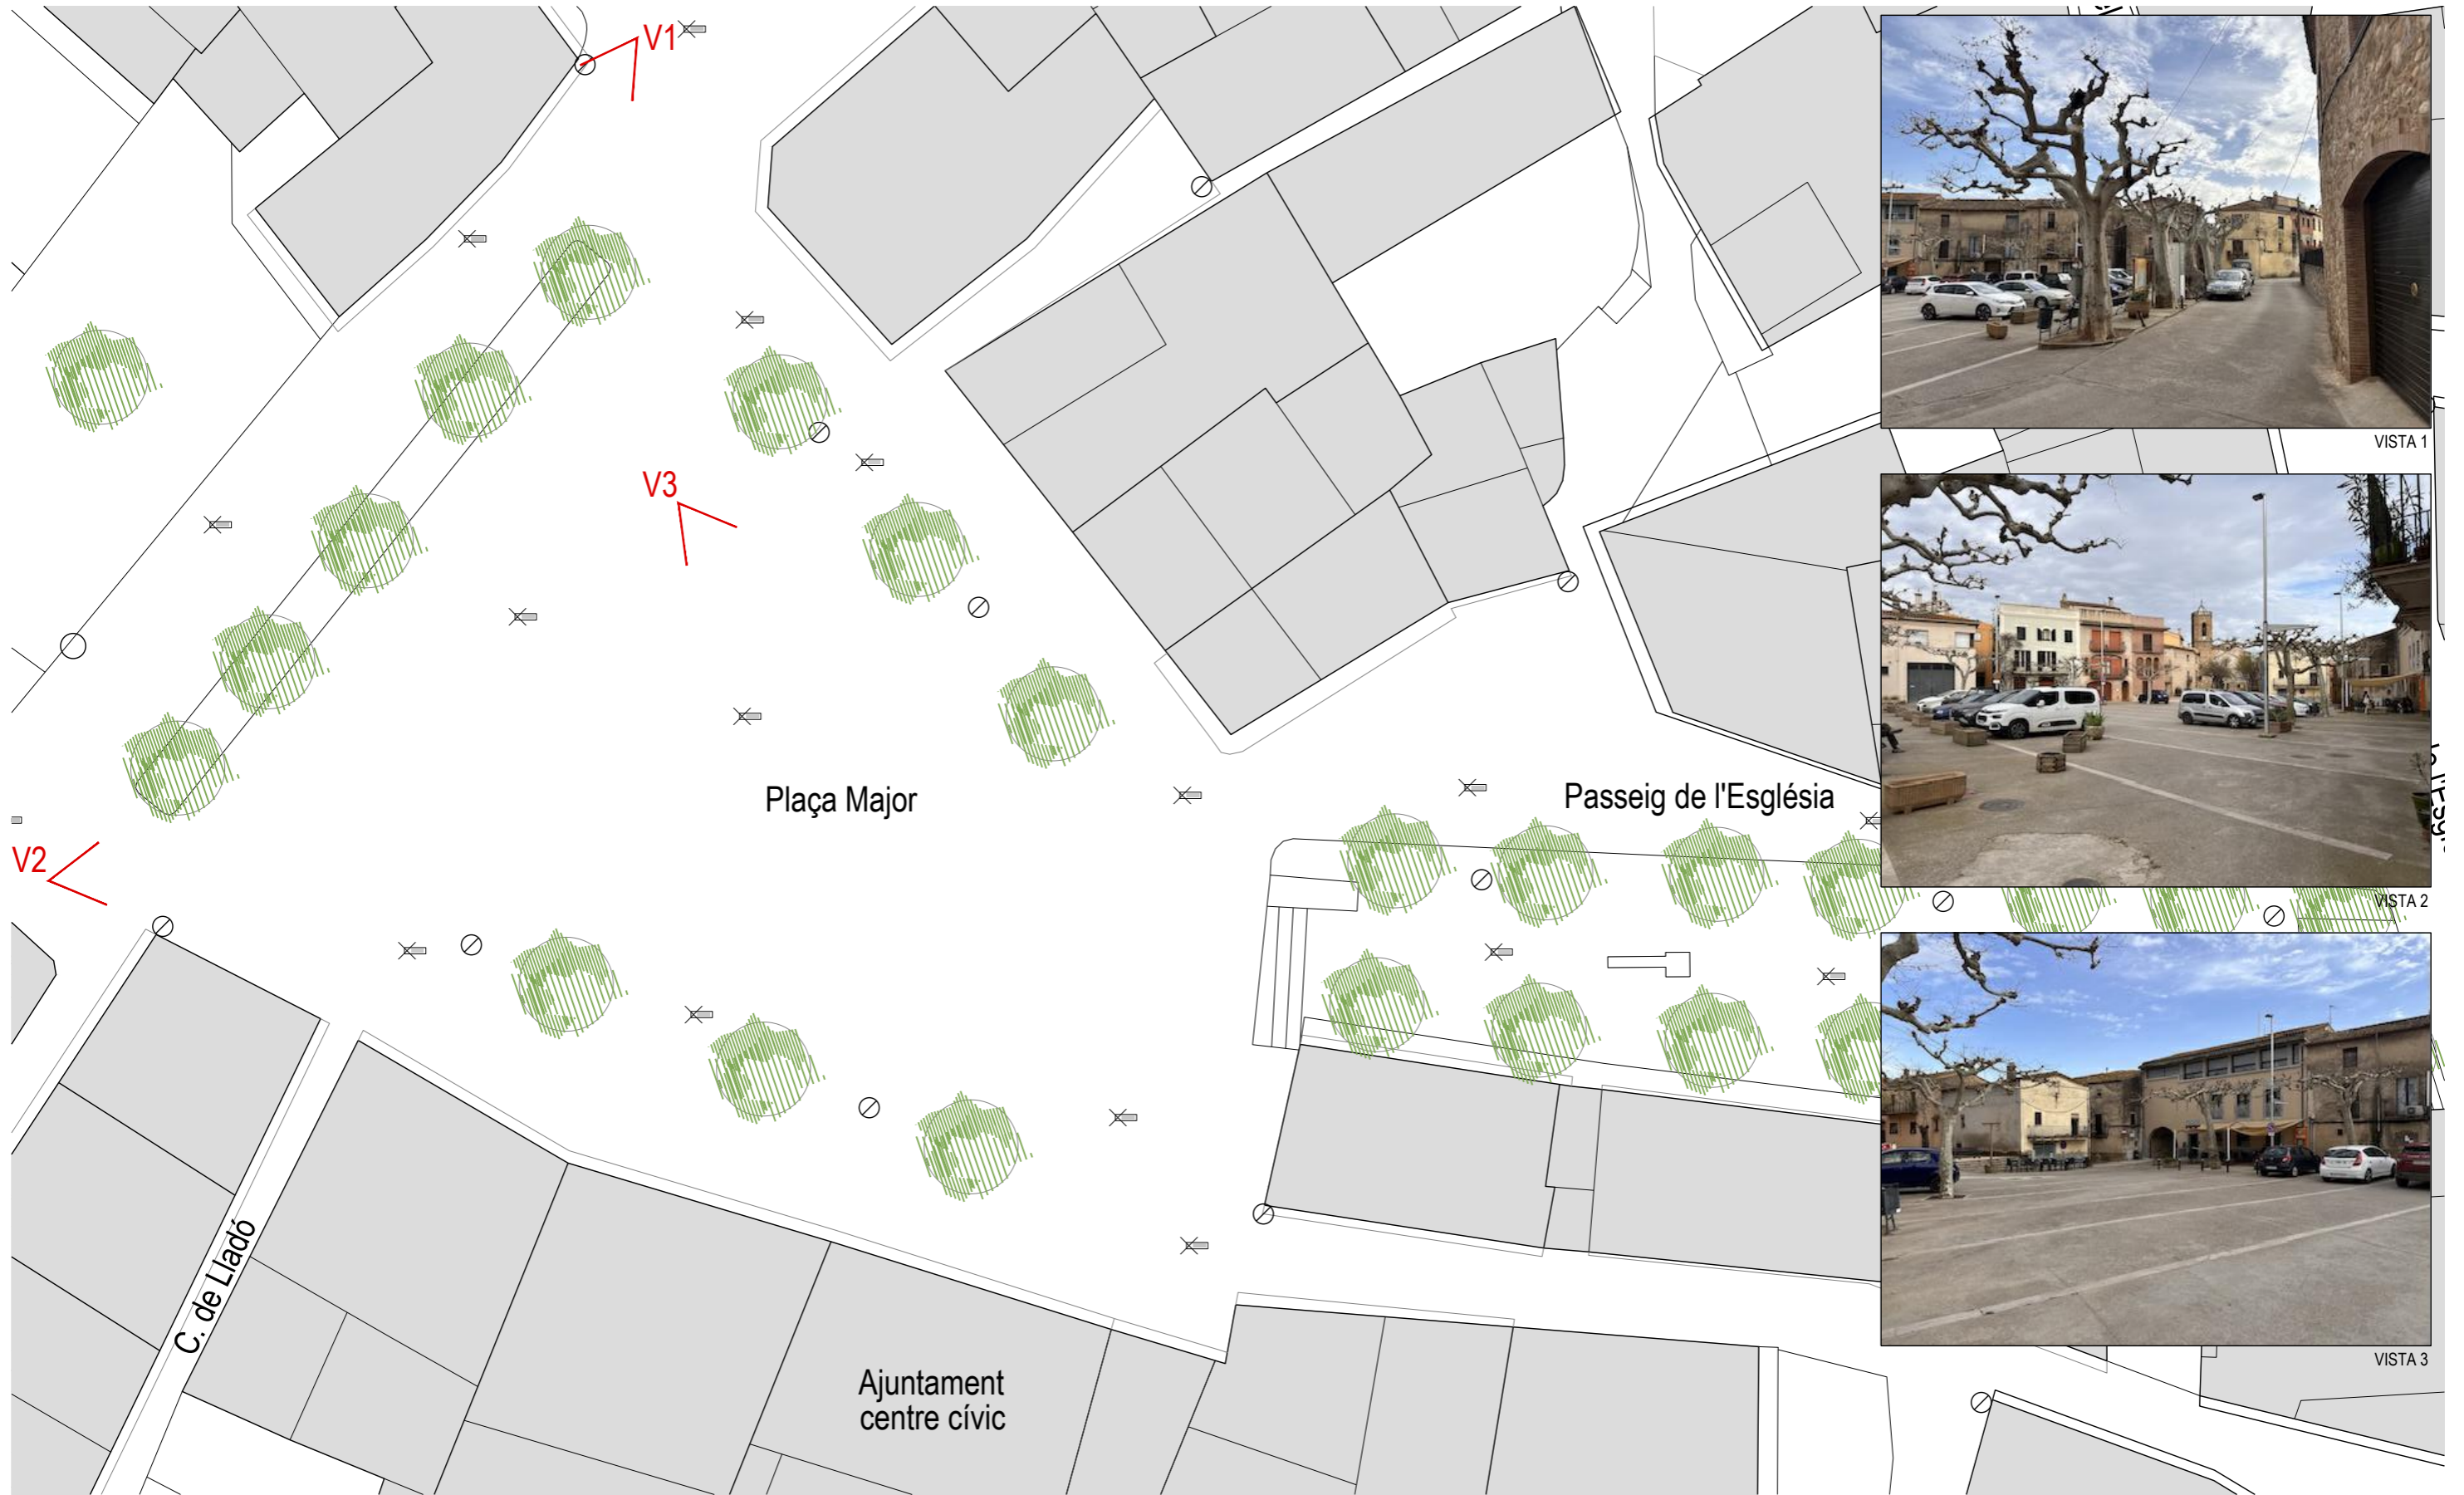 V1
VISTA 1
V3
Plaça Major
Passeig de l'Església
V2
VISTA 2
C. de Lladó
Ajuntament
centre cívic
VISTA 3